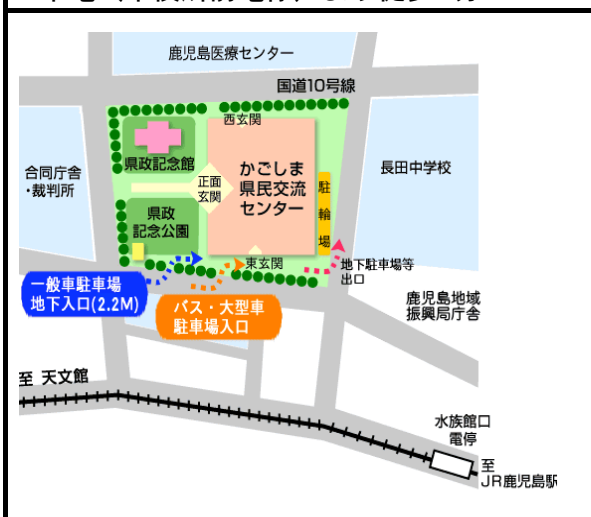 鹿児島医療センター
国道10号線
西玄関
県政記念館
かごしま
県民交流
センター
正面
玄関
駐
輪
場
長田中学校
合同庁舎
・裁判所
県政
記念公園
東玄関
地下駐車場等
出口
一般車駐車場
地下入口(2.2M)
バス・大型車
駐車場入口
鹿児島地域
振興局庁舎
至 天文館
水族館口
電停
至
JR鹿児島駅